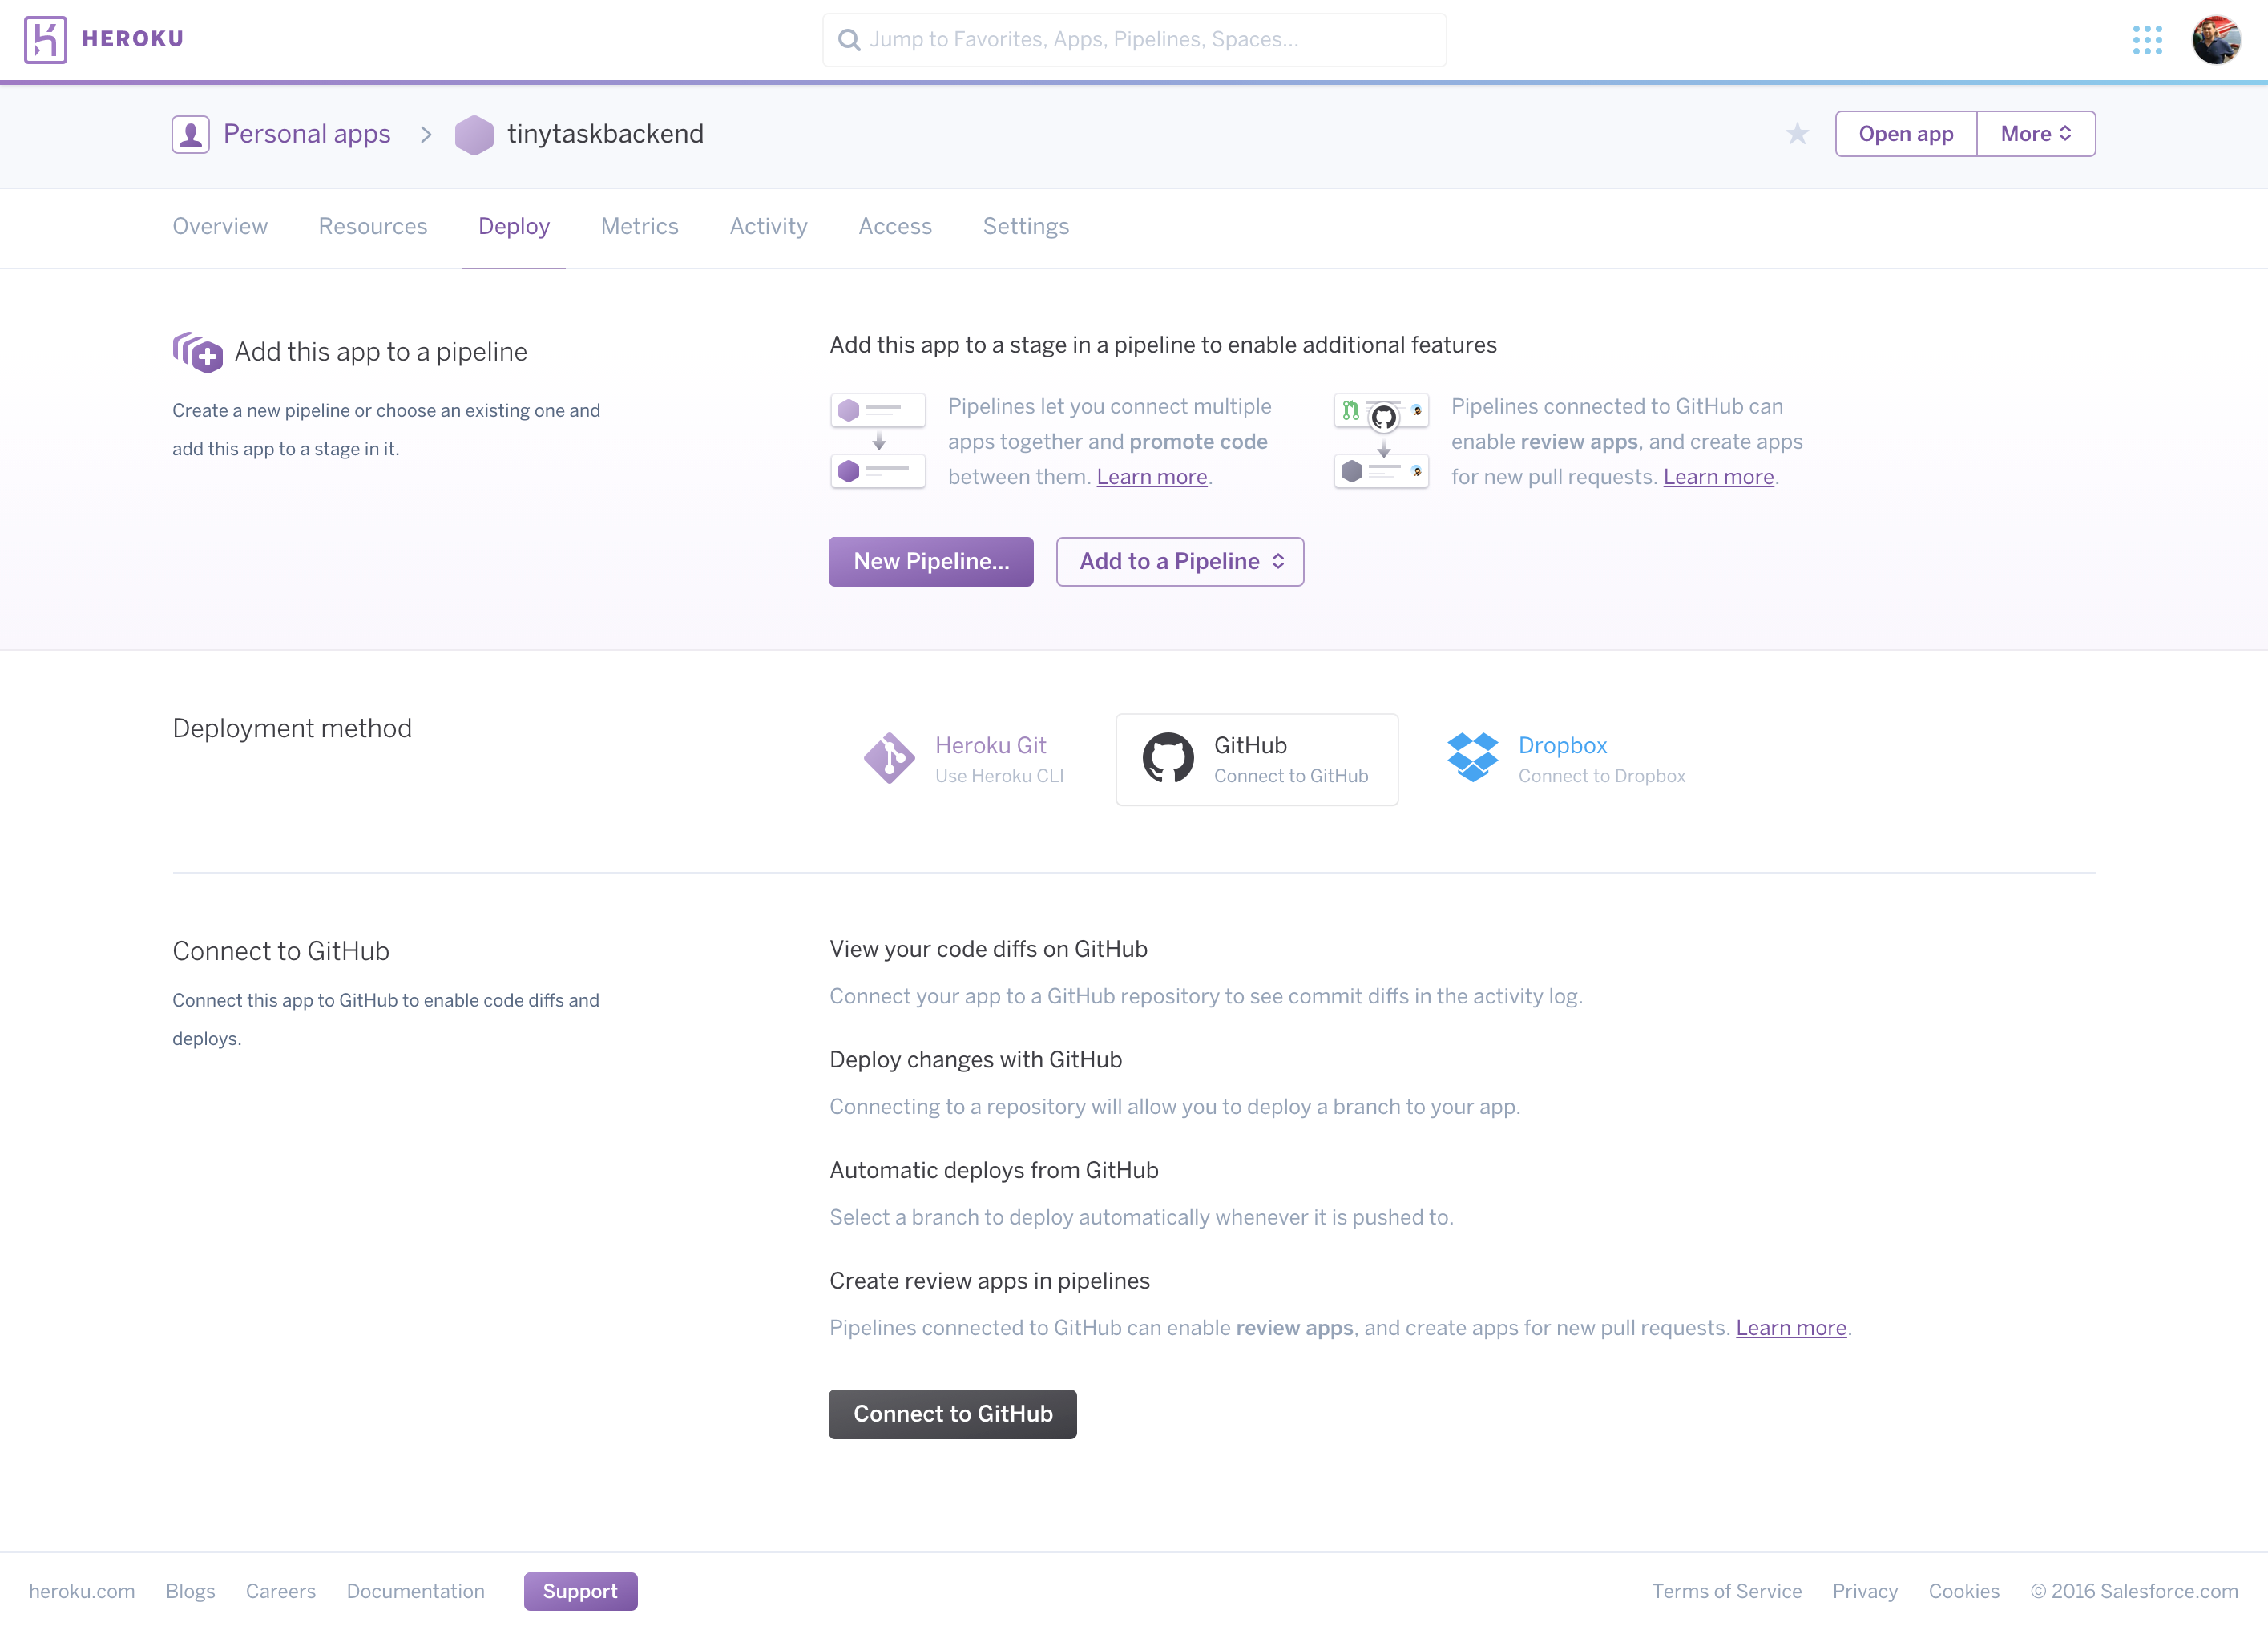 HEROKU
Jump to Favorites, Apps, Pipelines, Spaces...
Personal apps > tinytaskbackend
Open app
More
Overview
Resources
Deploy
Metrics
Activity
Access
Settings
Add this app to a pipeline
Create a new pipeline or choose an existing one and
add this app to a stage in it.
Add this app to a stage in a pipeline to enable additional features
Pipelines let you connect multiple
apps together and promote code
between them. Learn more.
Pipelines connected to GitHub can
enable review apps, and create apps
for new pull requests. Learn more.
New Pipeline...
Add to a Pipeline
Deployment method
Heroku Git
Use Heroku CLI
GitHub
Connect to GitHub
Dropbox
Connect to Dropbox
Connect to GitHub
Connect this app to GitHub to enable code diffs and
deploys.
View your code diffs on GitHub
Connect your app to a GitHub repository to see commit diffs in the activity log.
Deploy changes with GitHub
Connecting to a repository will allow you to deploy a branch to your app.
Automatic deploys from GitHub
Select a branch to deploy automatically whenever it is pushed to.
Create review apps in pipelines
Pipelines connected to GitHub can enable review apps, and create apps for new pull requests. Learn more.
Connect to GitHub
heroku.com
Blogs
Careers
Documentation
Support
Terms of Service
Privacy
Cookies
© 2016 Salesforce.com